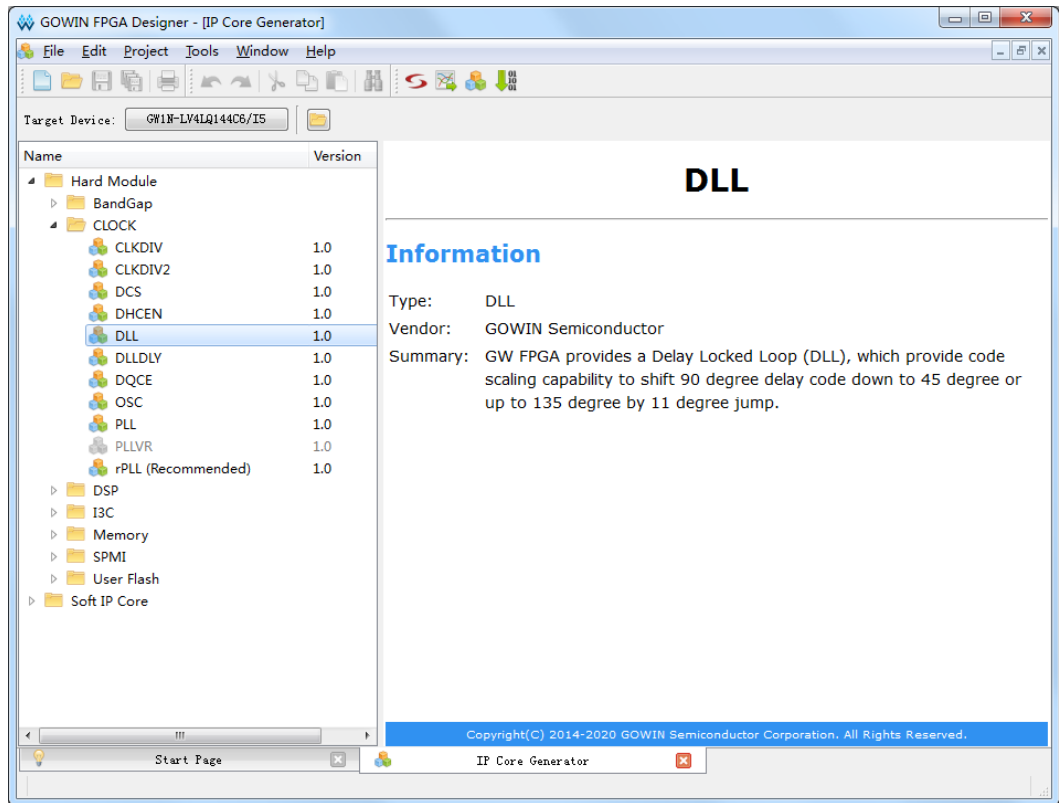 GOWIN FPGA Designer - [IP Core Generator]
File Edit Project Tools Window Help
Target Device: GW1N-LV4LQ144C6/I5
Name Version
Hard Module
BandGap
CLOCK
CLKDIV 1.0
CLKDIV2 1.0
DCS 1.0
DHCEN 1.0
DLL 1.0
DLLDLY 1.0
DQCE 1.0
OSC 1.0
PLL 1.0
PLLVR 1.0
rPLL (Recommended) 1.0
DSP
I3C
Memory
SPMI
User Flash
Soft IP Core
DLL
Information
Type: DLL
Vendor: GOWIN Semiconductor
Summary: GW FPGA provides a Delay Locked Loop (DLL), which provide code
scaling capability to shift 90 degree delay code down to 45 degree or
up to 135 degree by 11 degree jump.
Copyright(C) 2014-2020 GOWIN Semiconductor Corporation. All Rights Reserved.
Start Page IP Core Generator